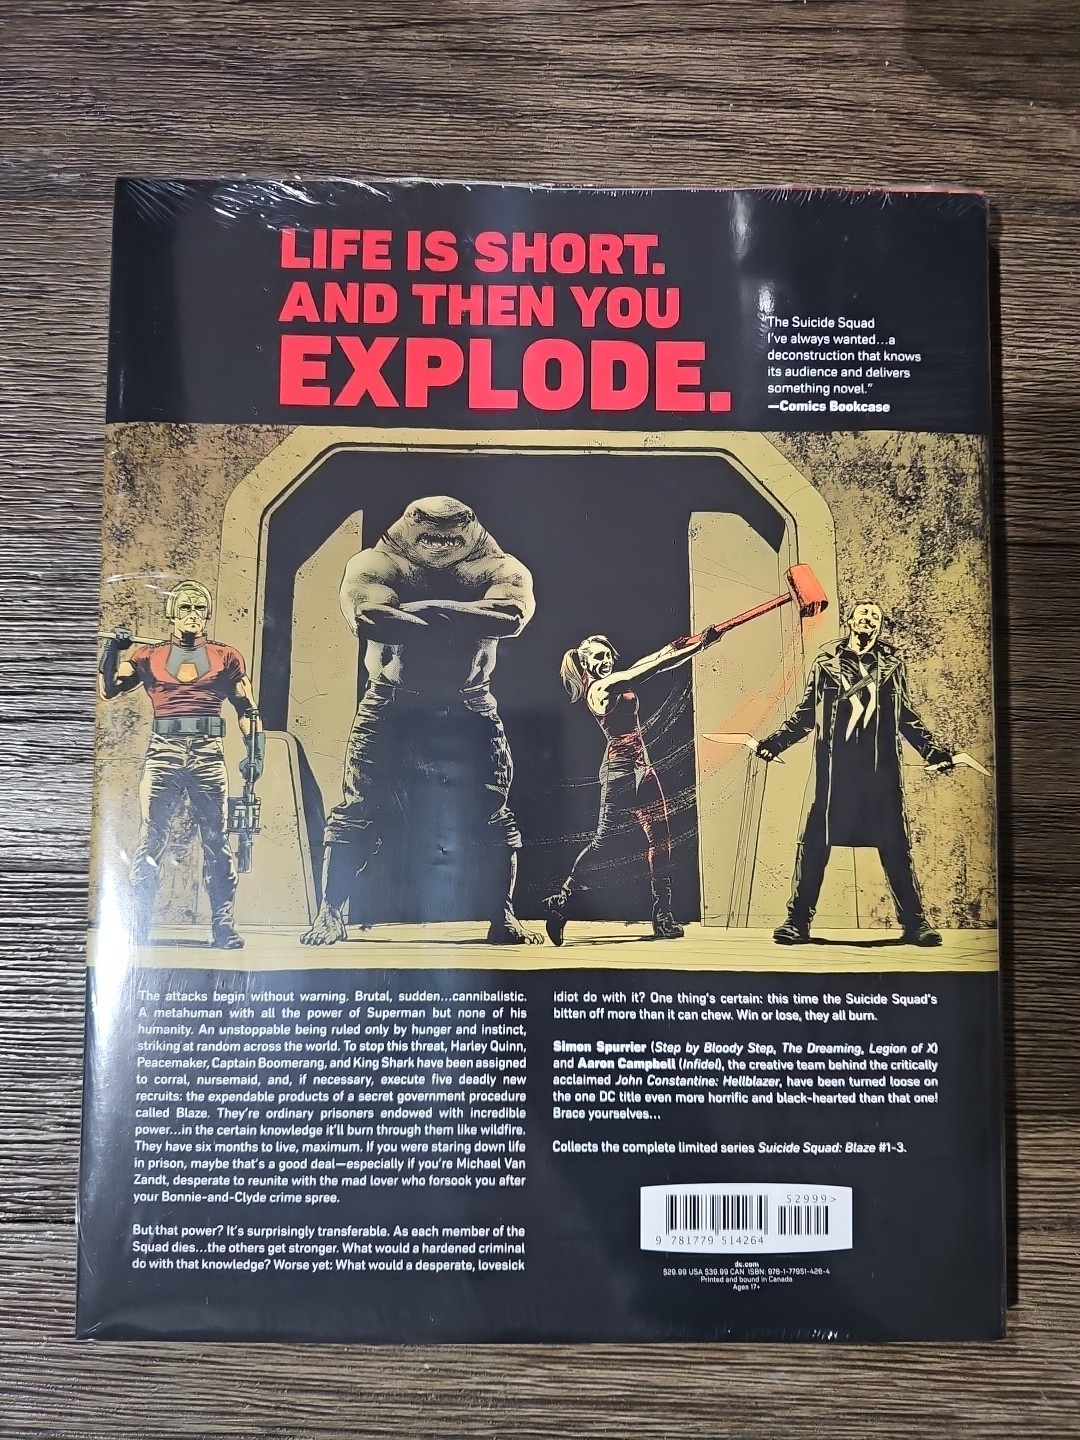 LIFE IS SHORT.
AND THEN YOU
EXPLODE.
"The Suicide Squad
I've always wanted...a
deconstruction that knows
its audience and delivers
something novel."
—Comics Bookcase
The attacks begin without warning. Brutal, sudden...cannibalistic.
A metahuman with all the power of Superman but none of his
humanity. An unstoppable being ruled only by hunger and instinct,
striking at random across the world. To stop this threat, Harley Quinn,
Peacemaker, Captain Boomerang, and King Shark have been assigned
to corral, nursemaid, and, if necessary, execute five deadly new
recruits: the expendable products of a secret government procedure
called Blaze. They're ordinary prisoners endowed with incredible
power...in the certain knowledge it'll burn through them like wildfire.
They have six months to live, maximum. If you were staring down life
in prison, maybe that's a good deal—especially if you're Michael Van
Zandt, desperate to reunite with the mad lover who forsook you after
your Bonnie-and-Clyde crime spree.
But that power? It's surprisingly transferable. As each member of the
Squad dies...the others get stronger. What would a hardened criminal
do with that knowledge? Worse yet: What would a desperate, lovesick
idiot do with it? One thing's certain: this time the Suicide Squad's
bitten off more than it can chew. Win or lose, they all burn.
Simon Spurrier (Step by Bloody Step, The Dreaming, Legion of X)
and Aaron Campbell (Infidel), the creative team behind the critically
acclaimed John Constantine: Hellblazer, have been turned loose on
the one DC title even more horrific and black-hearted than that one!
Brace yourselves...
Collects the complete limited series Suicide Squad: Blaze #1-3.
52999>
9 781779 514264
dc.com
$29.99 USA $39.99 CAN ISBN: 978-1-77951-426-4
Printed and bound in Canada
Ages 17+